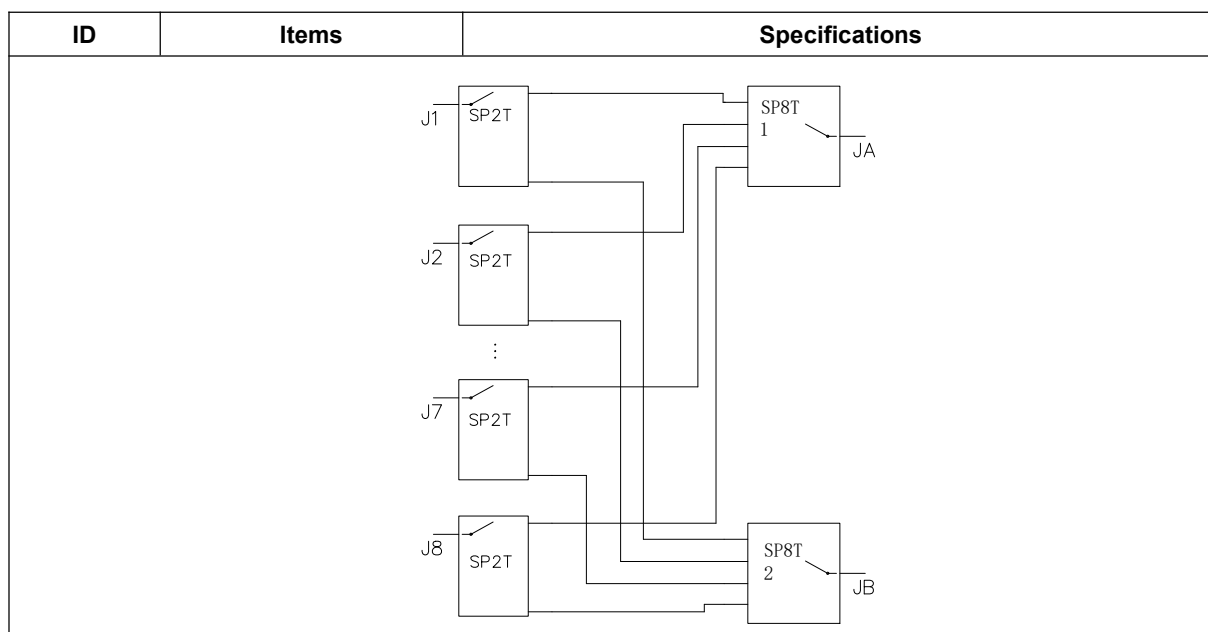 ID Items Specifications
J1
SP2T
SP8T
1
JA
J2
SP2T
⋮
J7
SP2T
J8
SP2T
SP8T
2
JB